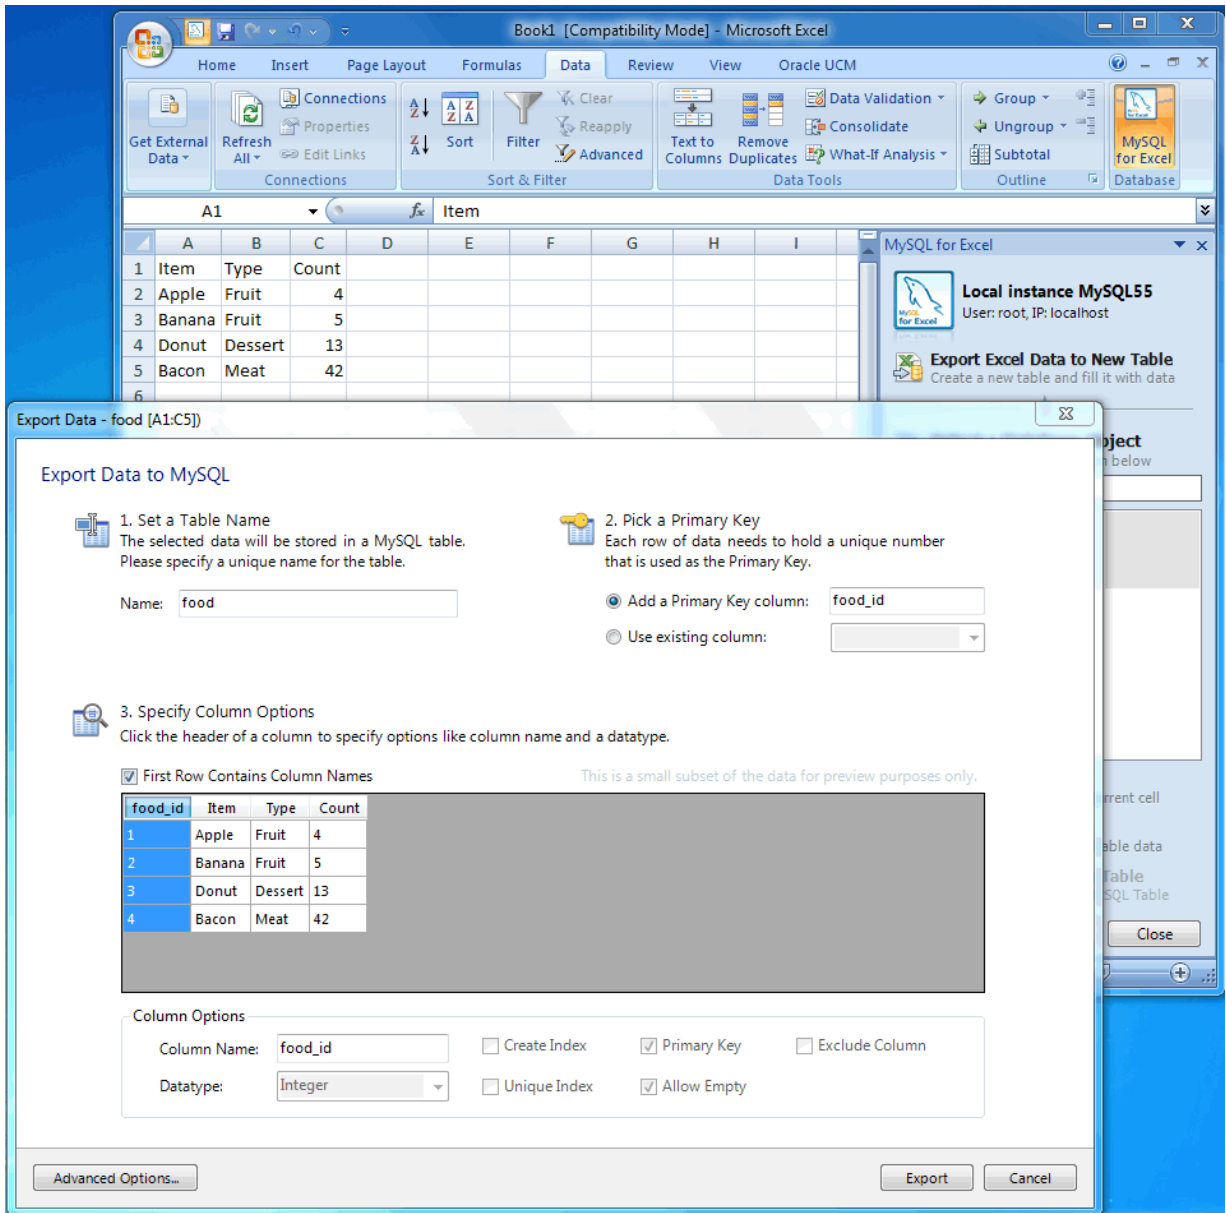 Book1 [Compatibility Mode] - Microsoft Excel
Home Insert Page Layout Formulas Data Review View Oracle UCM
Get External Data
Refresh All
Connections
Properties
Edit Links
Connections
Sort
Filter
Clear
Reapply
Advanced
Sort & Filter
Text to Columns
Remove Duplicates
Data Validation
Consolidate
What-If Analysis
Data Tools
Group
Ungroup
Subtotal
Outline
MySQL for Excel
Database
A1 fx Item
A B C D E F G H I
1 Item Type Count
2 Apple Fruit 4
3 Banana Fruit 5
4 Donut Dessert 13
5 Bacon Meat 42
6
MySQL for Excel
MySQL for Excel
Local instance MySQL55
User: root, IP: localhost
Export Excel Data to New Table
Create a new table and fill it with data
Export Data - food [A1:C5])
bject
below
Export Data to MySQL
1. Set a Table Name
The selected data will be stored in a MySQL table.
Please specify a unique name for the table.
Name: food
2. Pick a Primary Key
Each row of data needs to hold a unique number
that is used as the Primary Key.
Add a Primary Key column: food_id
Use existing column:
3. Specify Column Options
Click the header of a column to specify options like column name and a datatype.
First Row Contains Column Names
This is a small subset of the data for preview purposes only.
food_id Item Type Count
1 Apple Fruit 4
2 Banana Fruit 5
3 Donut Dessert 13
4 Bacon Meat 42
rrent cell
able data
Table
SQL Table
Close
Column Options
Column Name: food_id
Create Index
Primary Key
Exclude Column
Datatype: Integer
Unique Index
Allow Empty
Advanced Options...
Export
Cancel